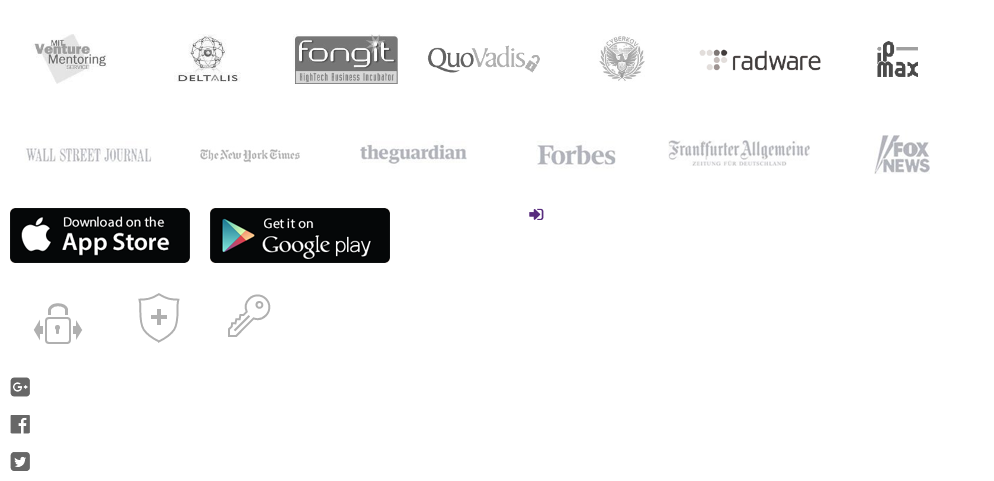 MIT
Venture
Mentoring
SERVICE
DELTALIS
fongit
HighTech Business Incubator
QuoVadis
CYBERKOV
radware
iP
max
WALL STREET JOURNAL
The New York Times
theguardian
Forbes
Frankfurter Allgemeine
ZEITUNG FÜR DEUTSCHLAND
FOX
NEWS
Download on the
App Store
Get it on
Google play
G+